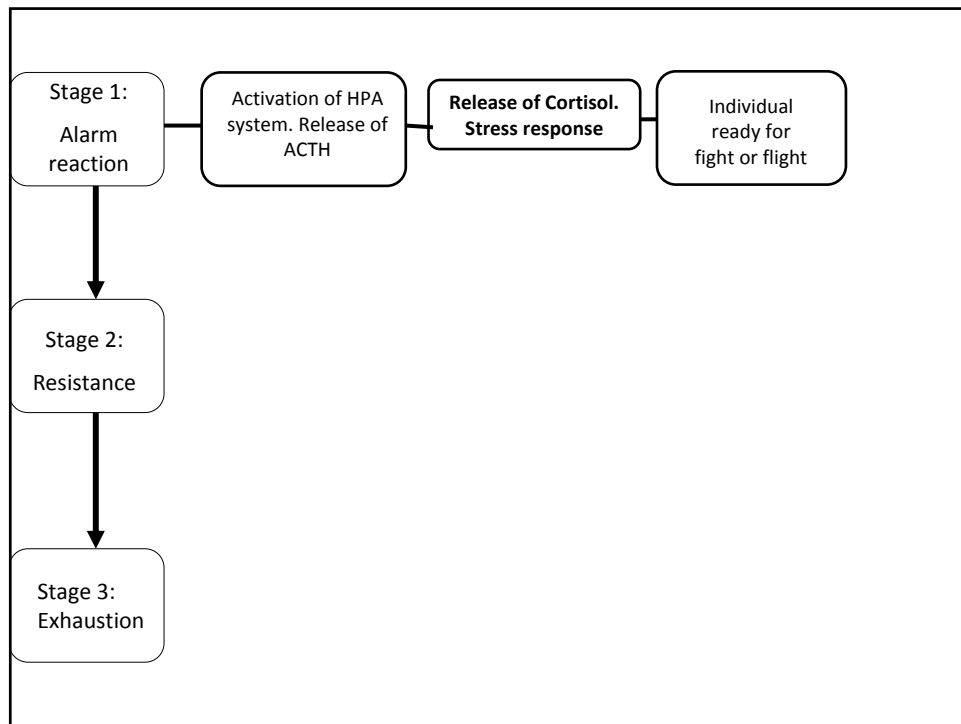 Stage 1:
Alarm
reaction
Activation of HPA
system. Release of
ACTH
Release of Cortisol.
Stress response
Individual
ready for
fight or flight
Stage 2:
Resistance
Stage 3:
Exhaustion